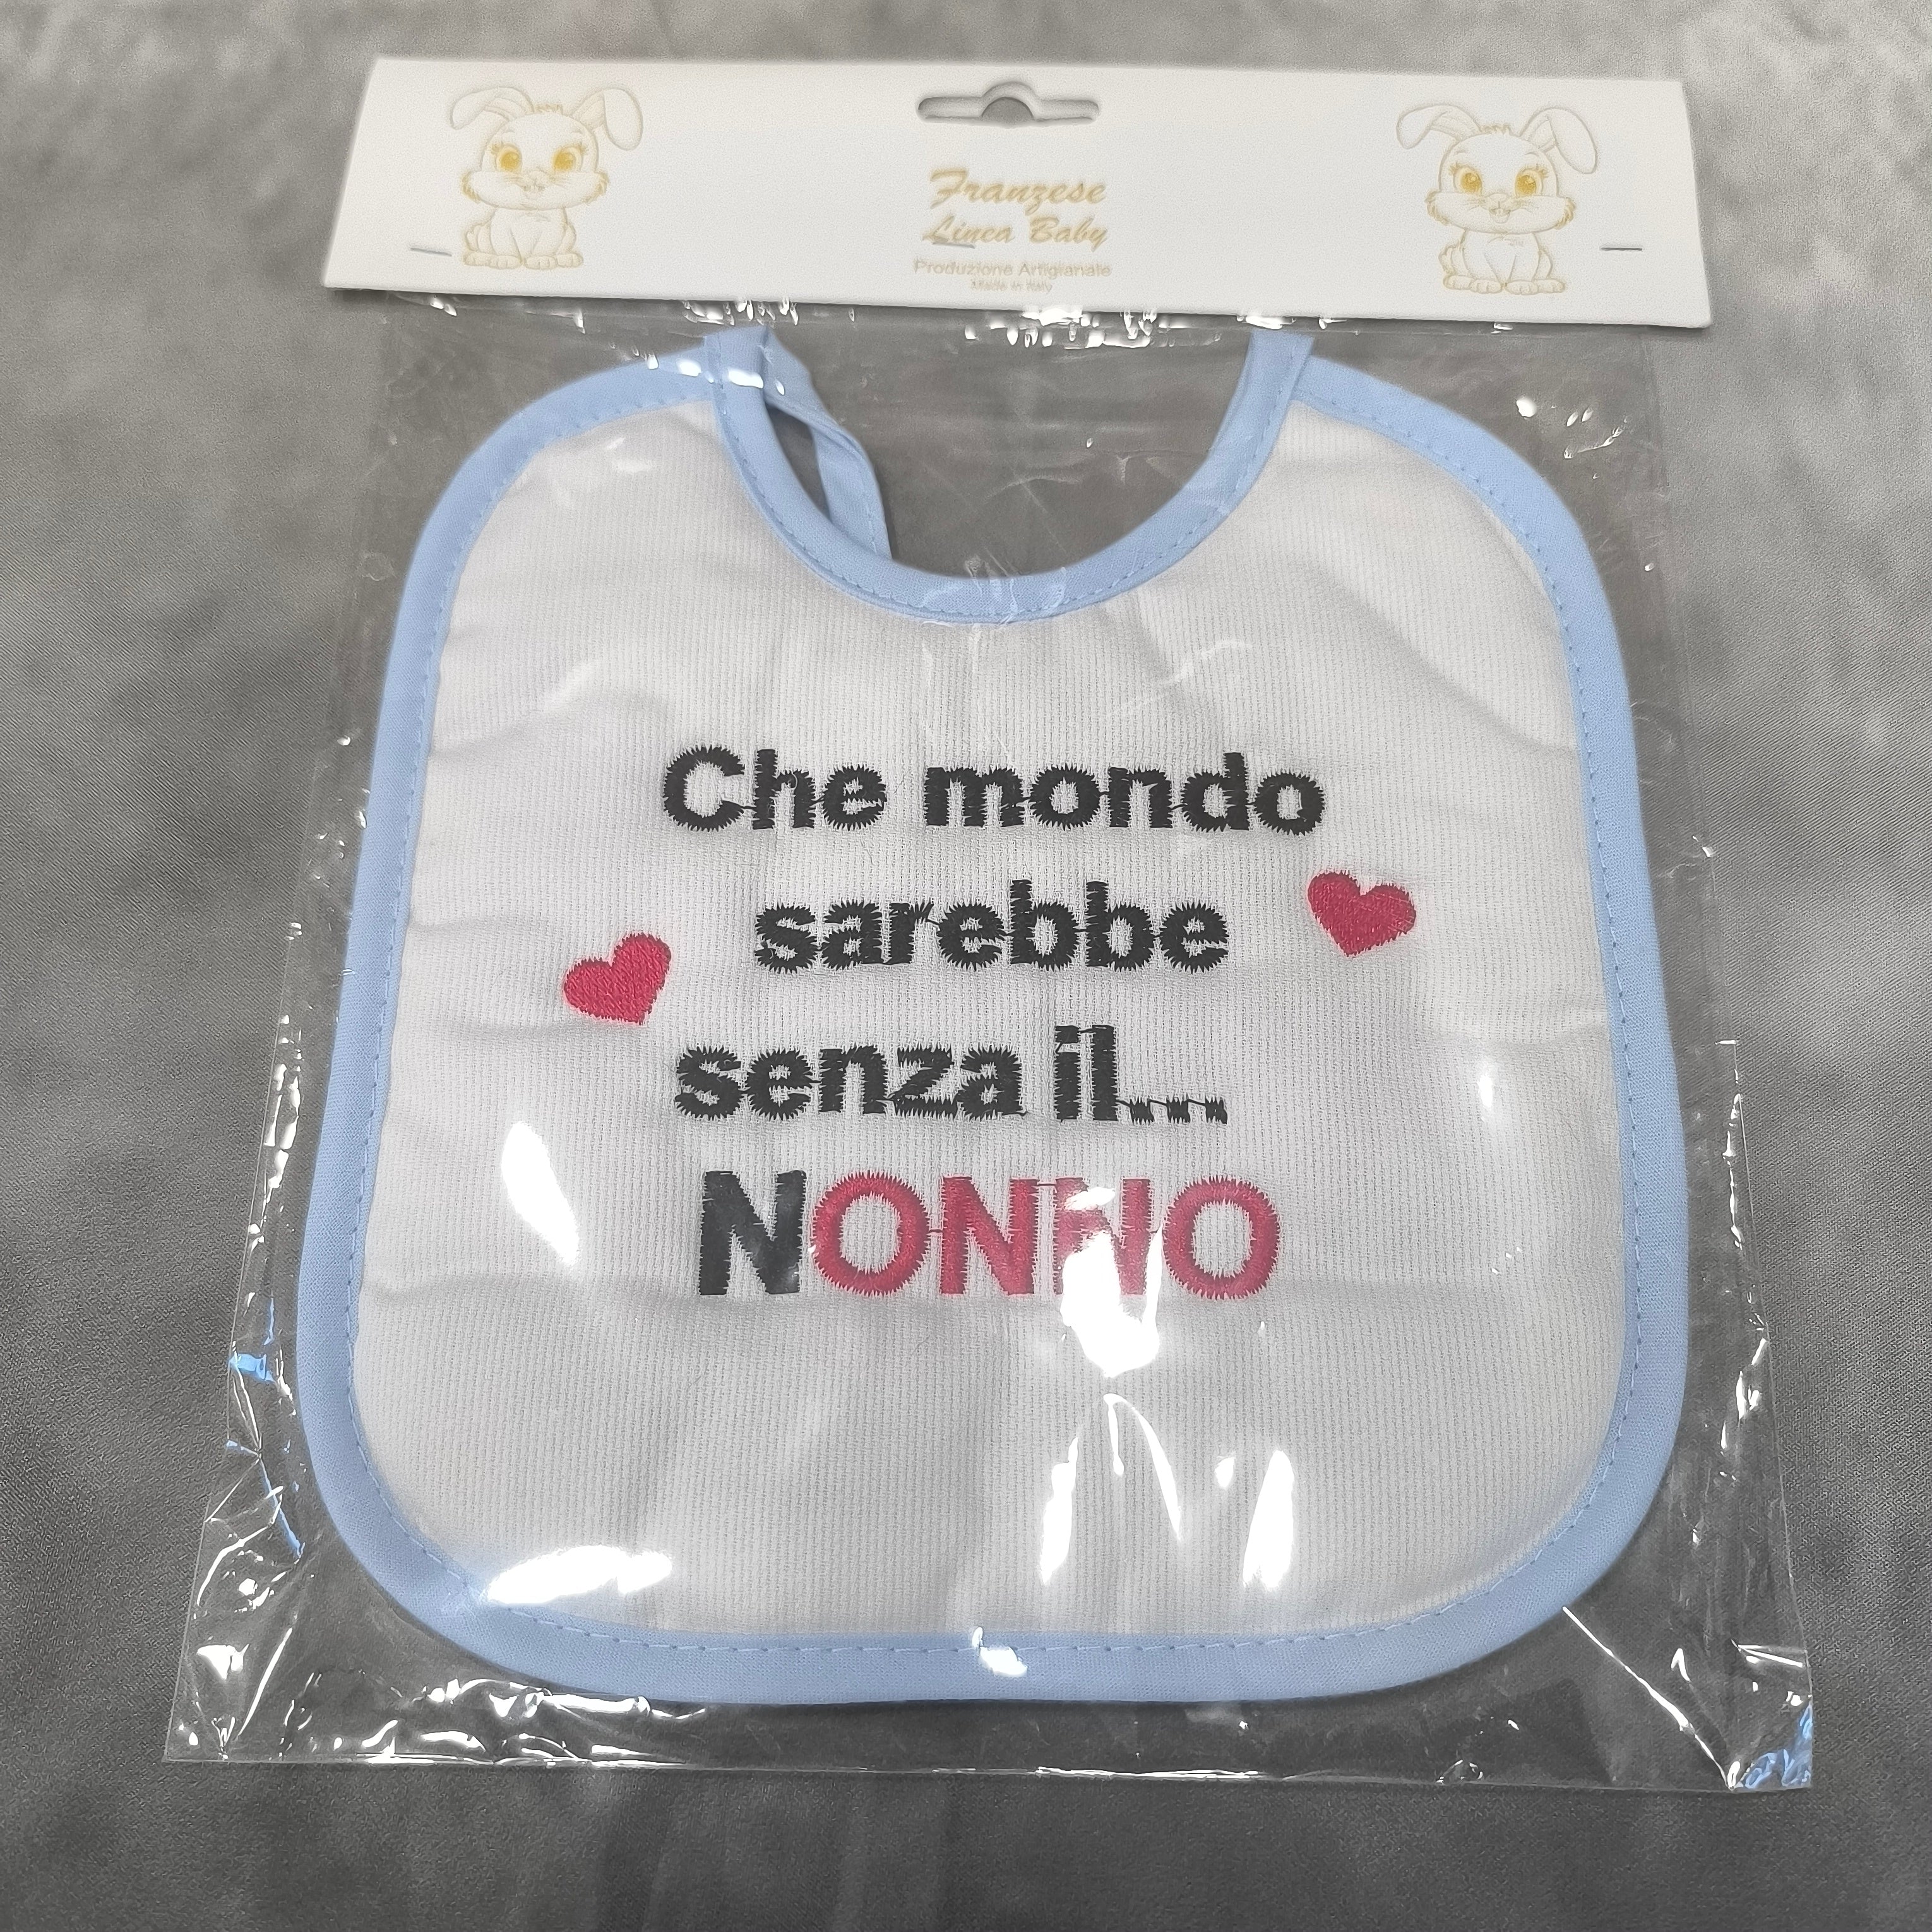 Franzese
Linea Baby
Produzione Artigianale
Made in Italy
Che mondo
sarebbe
senza il....
NONNO